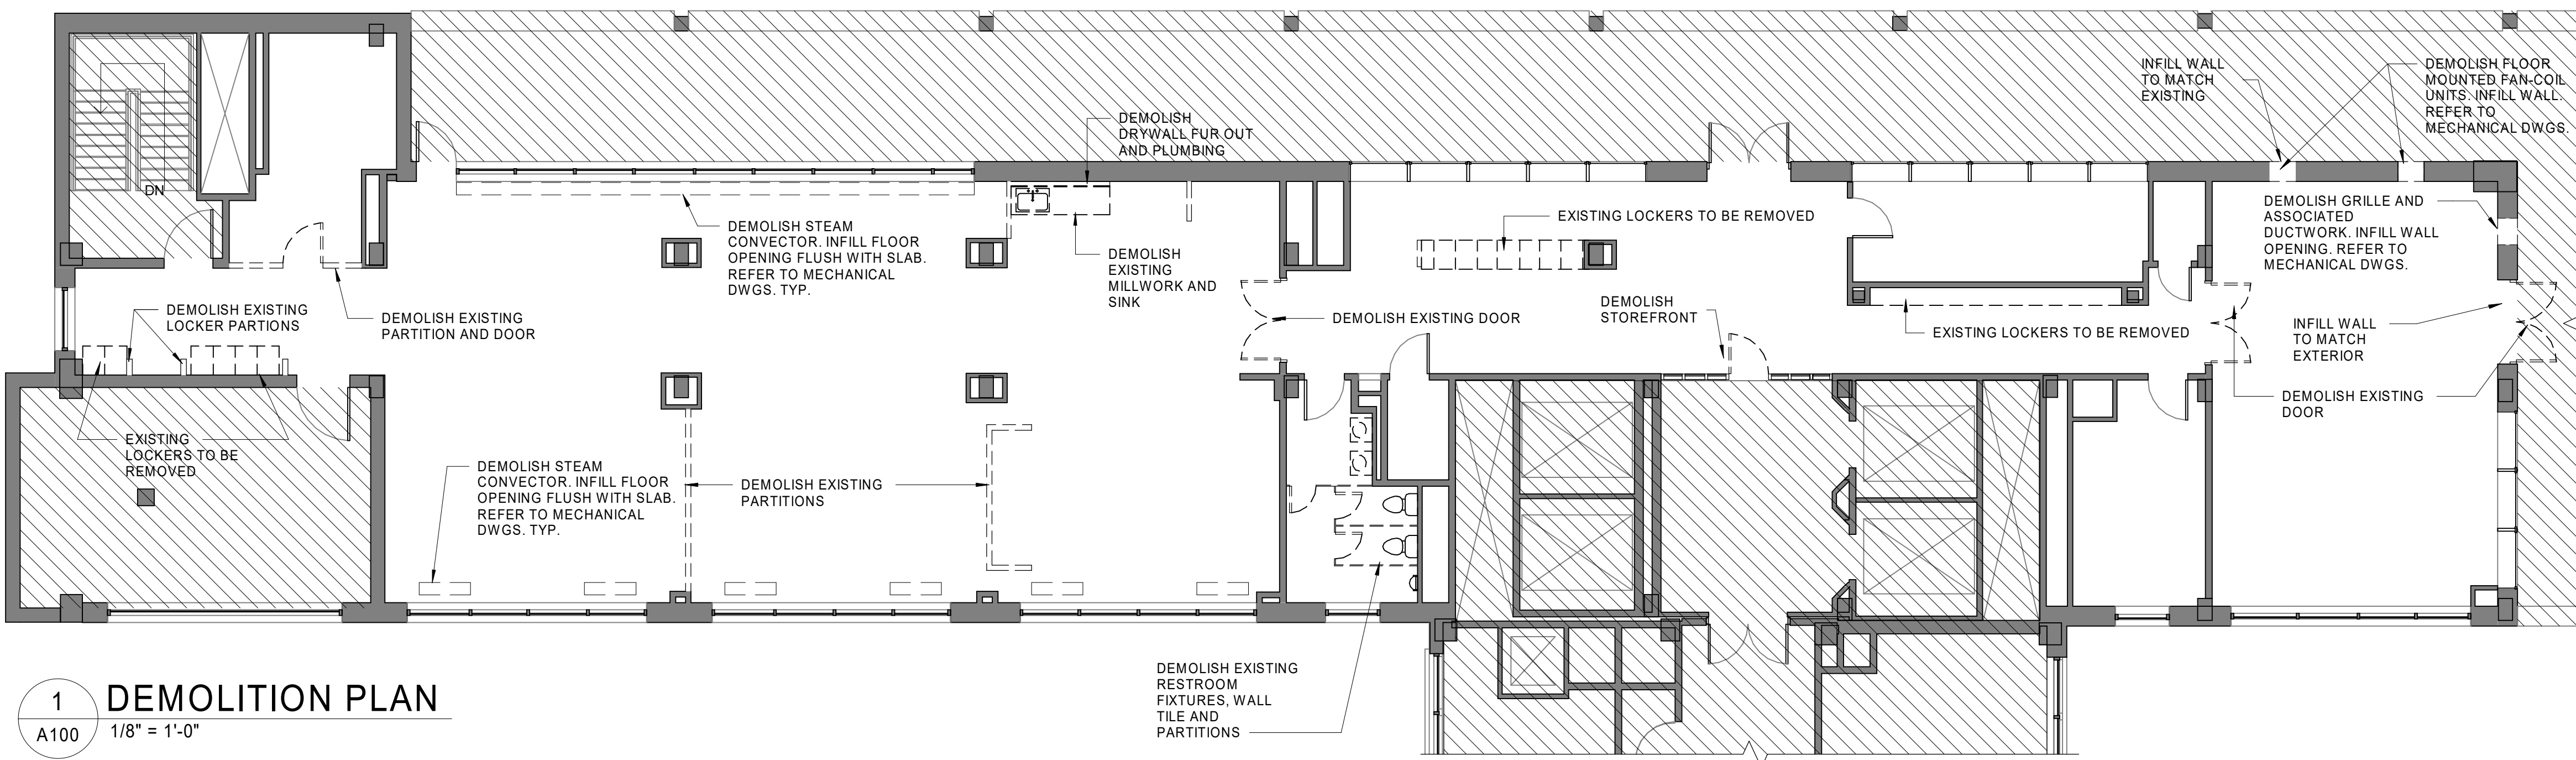 INFILL WALL
TO MATCH
EXISTING
DEMOLISH FLOOR
MOUNTED FAN-COIL
UNITS. INFILL WALL.
REFER TO
MECHANICAL DWGS.
DEMOLISH
DRYWALL FUR OUT
AND PLUMBING
DN
DEMOLISH STEAM
CONVECTOR. INFILL FLOOR
OPENING FLUSH WITH SLAB.
REFER TO MECHANICAL
DWGS. TYP.
DEMOLISH
EXISTING
MILLWORK AND
SINK
EXISTING LOCKERS TO BE REMOVED
DEMOLISH GRILLE AND
ASSOCIATED
DUCTWORK. INFILL WALL
OPENING. REFER TO
MECHANICAL DWGS.
DEMOLISH EXISTING
LOCKER PARTIONS
DEMOLISH EXISTING
PARTITION AND DOOR
DEMOLISH EXISTING DOOR
DEMOLISH
STOREFRONT
EXISTING LOCKERS TO BE REMOVED
INFILL WALL
TO MATCH
EXTERIOR
DEMOLISH EXISTING
DOOR
EXISTING
LOCKERS TO BE
REMOVED
DEMOLISH STEAM
CONVECTOR. INFILL FLOOR
OPENING FLUSH WITH SLAB.
REFER TO MECHANICAL
DWGS. TYP.
DEMOLISH EXISTING
PARTITIONS
DEMOLISH EXISTING
RESTROOM
FIXTURES, WALL
TILE AND
PARTITIONS
1
A100
DEMOLITION PLAN
1/8" = 1'-0"